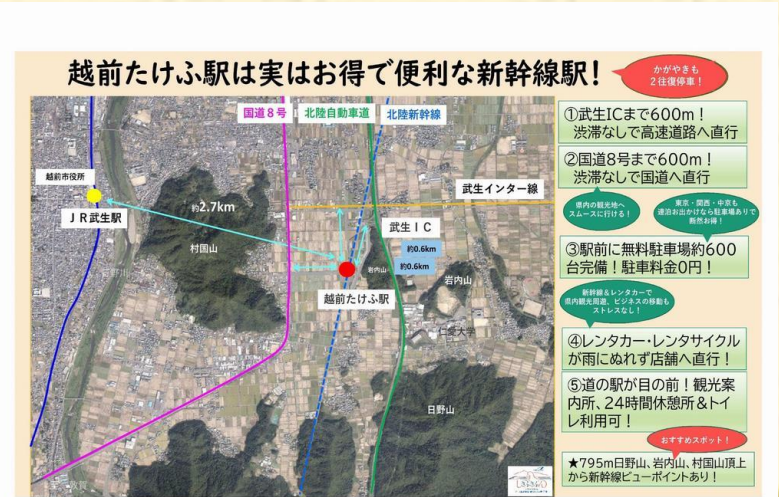 越前たけふ駅は実はお得で便利な新幹線駅!
かがやきも
2往復停車!
国道8号
北陸自動車道
北陸新幹線
越前市役所
JR武生駅
約2.7km
村国山
武生インター線
武生IC
約0.6km
約0.6km
岩内山
岩内山
越前たけふ駅
仁愛大学
日野山
敦賀
①武生ICまで600m!
渋滞なしで高速道路へ直行
②国道8号まで600m!
渋滞なしで国道へ直行
県内の観光地へ
スムーズに行ける!
東京・関西・中京も
連泊お出かけなら駐車場ありで
断然お得!
③駅前に無料駐車場約600
台完備!駐車料金0円!
新幹線&レンタカーで
県内観光周遊、ビジネスの移動も
ストレスなし!
④レンタカー・レンタサイクル
が雨にぬれず店舗へ直行!
⑤道の駅が目の前!観光案
内所、24時間休憩所&トイ
レ利用可!
おすすめスポット!
★795m日野山、岩内山、村国山頂上
から新幹線ビューポイントあり!